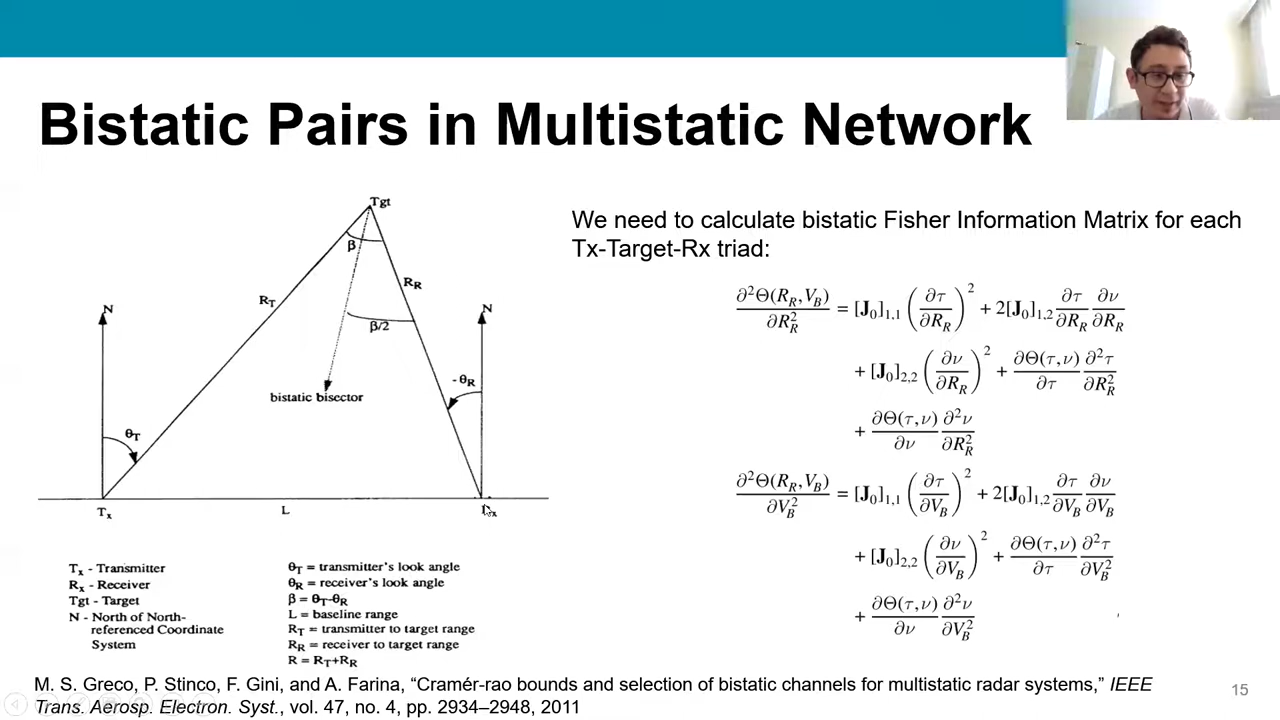 Bistatic Pairs in Multistatic Network
Tgt
β
R_T
R_R
N
N
β/2
-θ_R
bistatic bisector
θ_T
T_x
L
We need to calculate bistatic Fisher Information Matrix for each
Tx-Target-Rx triad:
∂²Θ(R_R, V_B)/∂R_R² = [J₀]₁,₁ (∂τ/∂R_R)² + 2[J₀]₁,₂ ∂τ/∂R_R ∂ν/∂R_R
+ [J₀]₂,₂ (∂ν/∂R_R)² + ∂Θ(τ, ν)/∂τ ∂²τ/∂R_R²
+ ∂Θ(τ, ν)/∂ν ∂²ν/∂R_R²
∂²Θ(R_R, V_B)/∂V_B² = [J₀]₁,₁ (∂τ/∂V_B)² + 2[J₀]₁,₂ ∂τ/∂V_B ∂ν/∂V_B
+ [J₀]₂,₂ (∂ν/∂V_B)² + ∂Θ(τ, ν)/∂τ ∂²τ/∂V_B²
+ ∂Θ(τ, ν)/∂ν ∂²ν/∂V_B²
T_x - Transmitter
R_x - Receiver
Tgt - Target
N - North of North-
referenced Coordinate
System
θ_T = transmitter's look angle
θ_R = receiver's look angle
β = θ_T-θ_R
L = baseline range
R_T = transmitter to target range
R_R = receiver to target range
R = R_T+R_R
M. S. Greco, P. Stinco, F. Gini, and A. Farina, “Cramér-rao bounds and selection of bistatic channels for multistatic radar systems,” IEEE
Trans. Aerosp. Electron. Syst., vol. 47, no. 4, pp. 2934–2948, 2011
15